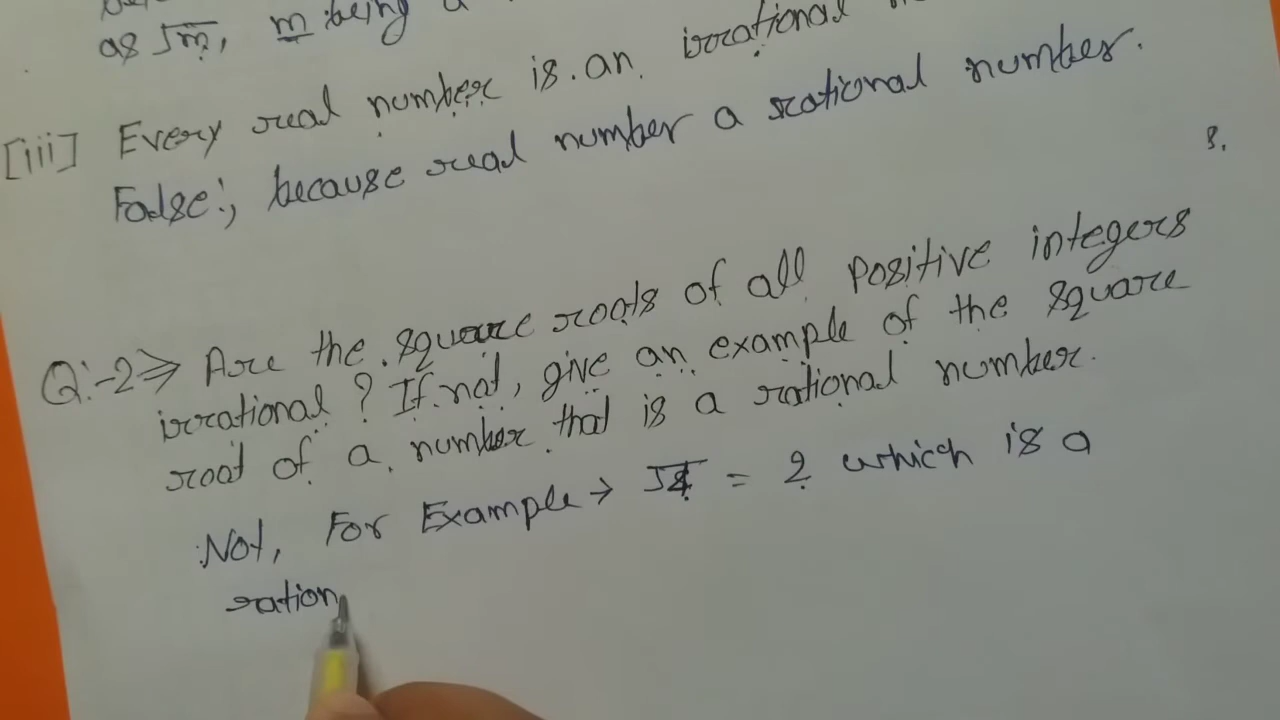 as √m, m being a
[iii] Every real number is an irrational
False:, because real number a rational number.
Q:-2⇒ Are the square roots of all positive integers
irrational? If not, give an example of the square
root of a number that is a rational number.
Not, For Example → √4 = 2 which is a
ration